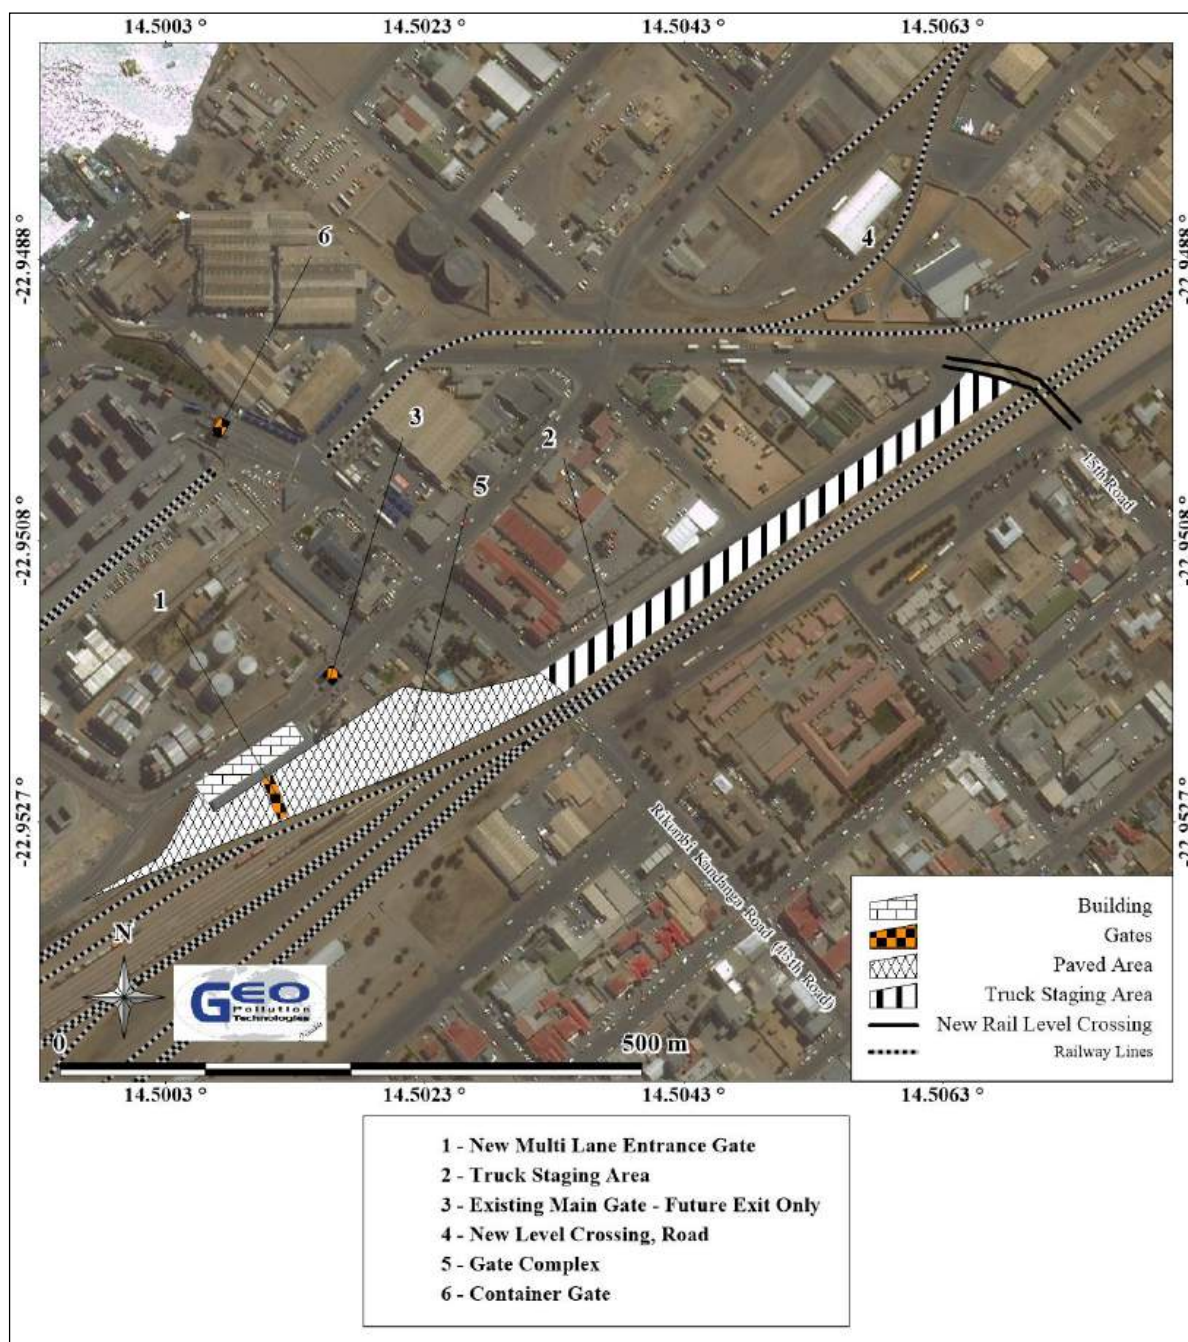 14.5003 ° 14.5023 ° 14.5043 ° 14.5063 °
-22.9488 ° -22.9488 °
6
4
3
2
5
15th Road
-22.9508 ° -22.9508 °
1
-22.9527 ° -22.9527 °
Rikumbi Kandanga Road (13th Road)
N
GEO
Pollution
Technologies
0 500 m
Building
Gates
Paved Area
Truck Staging Area
New Rail Level Crossing
Railway Lines
14.5003 ° 14.5023 ° 14.5043 ° 14.5063 °
1 - New Multi Lane Entrance Gate
2 - Truck Staging Area
3 - Existing Main Gate - Future Exit Only
4 - New Level Crossing, Road
5 - Gate Complex
6 - Container Gate